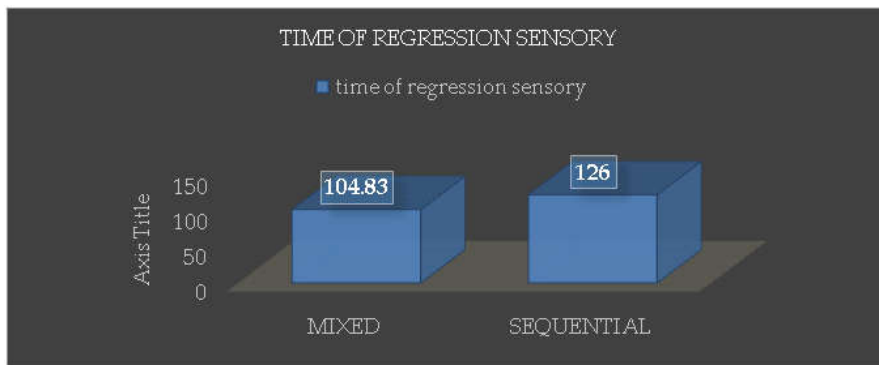 TIME OF REGRESSION SENSORY
time of regression sensory
104.83
126
150
100
50
0
Axis Title
MIXED
SEQUENTIAL